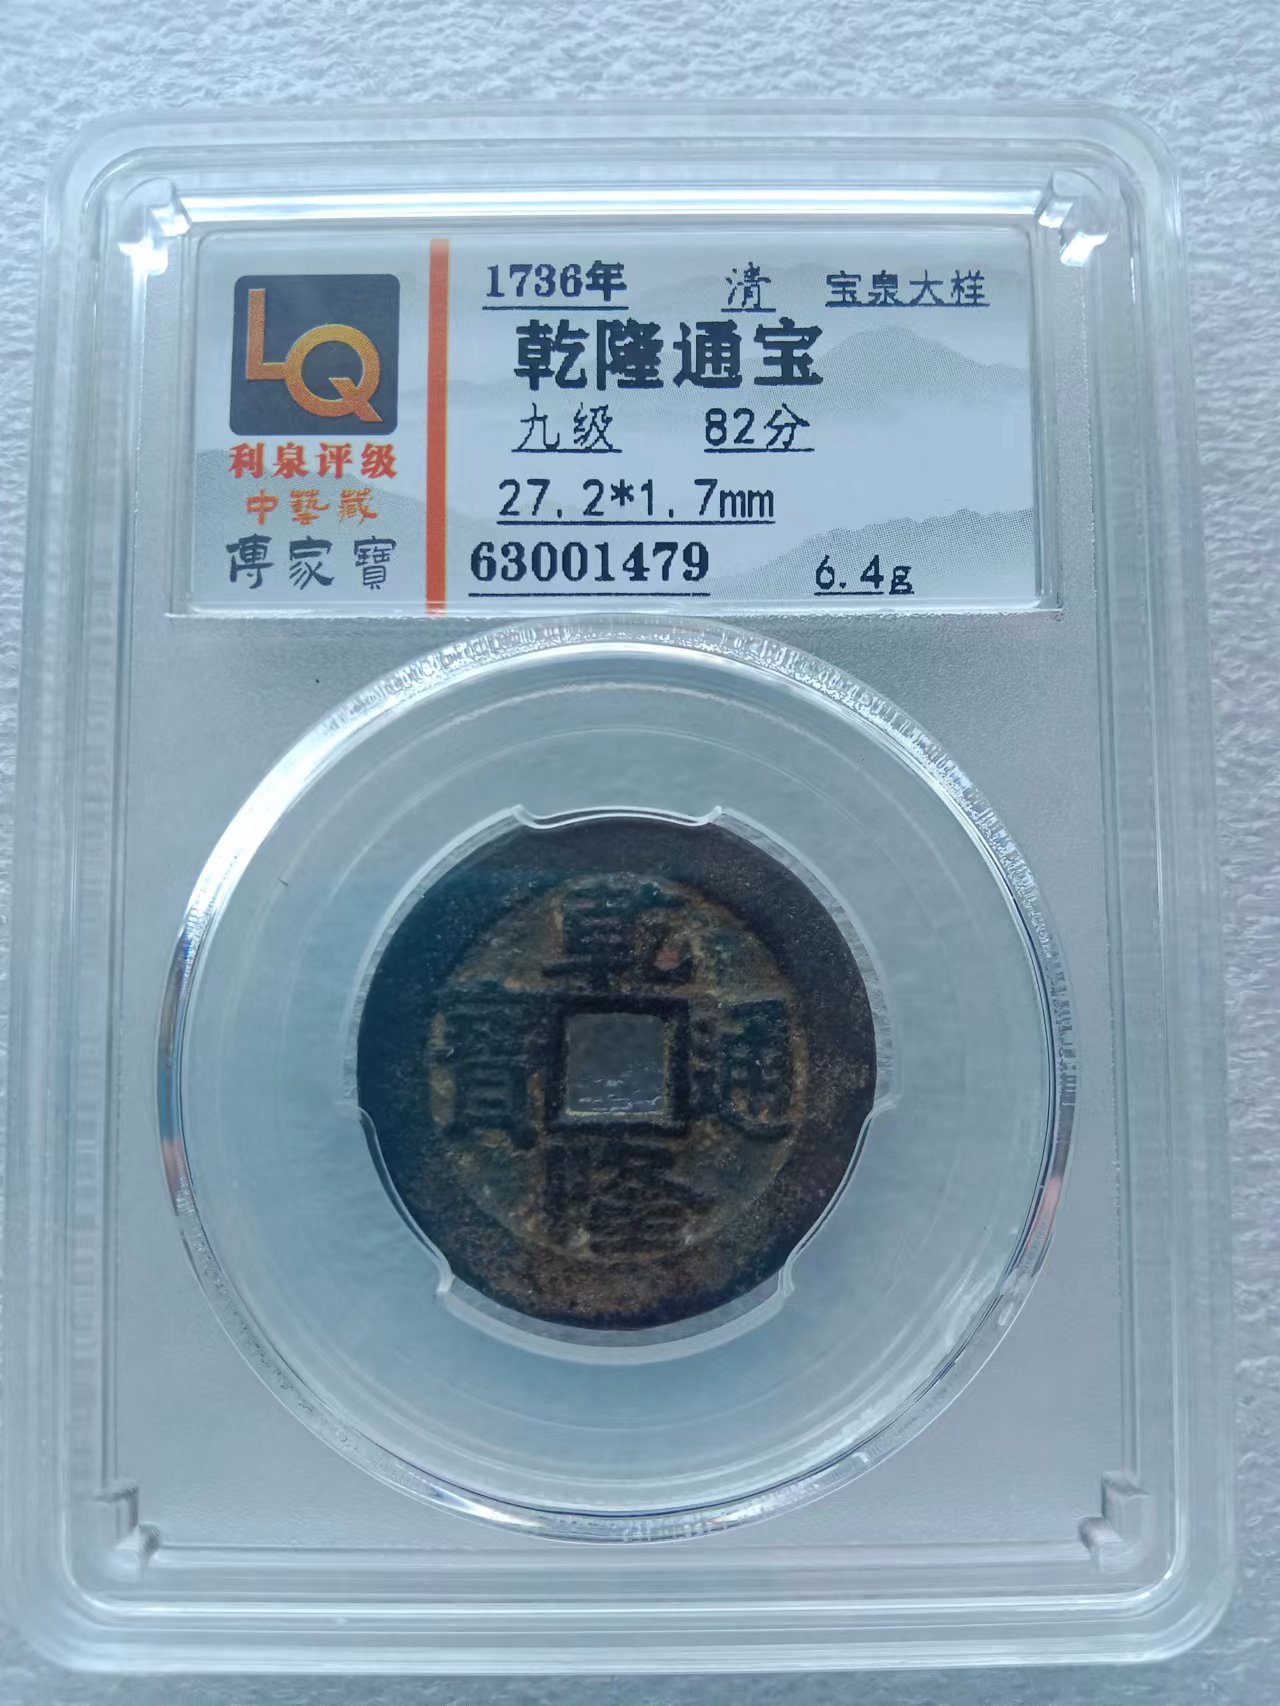 LQ
利泉评级
中藝藏
傳家寶
1736年 清 宝泉大样
乾隆通宝
九级 82分
27.2*1.7mm
63001479 6.4g
乾
寶 通
隆